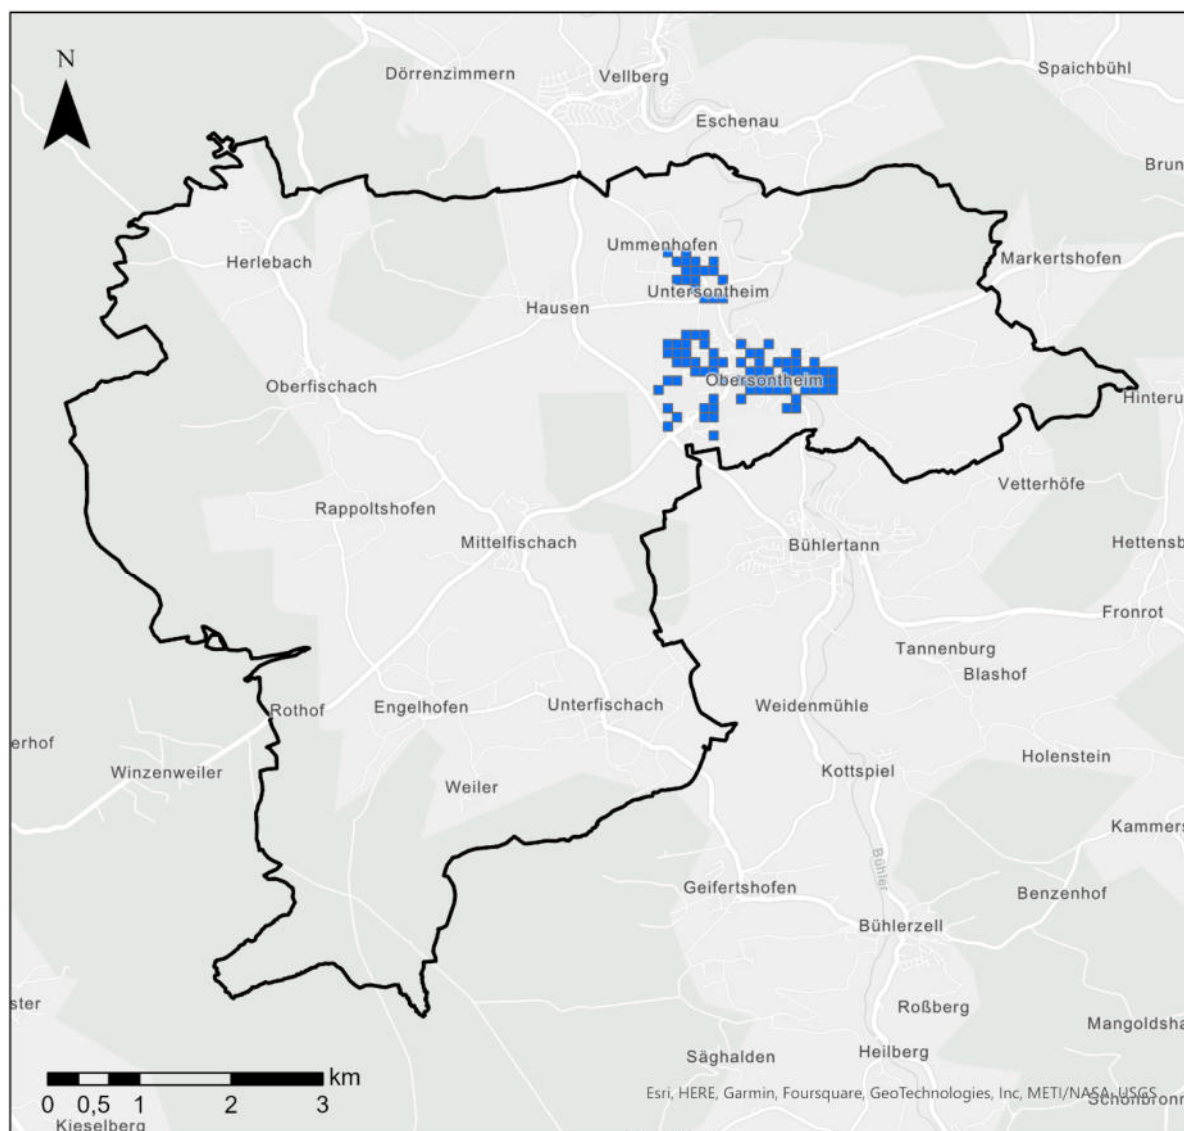 N
Dörrenzimmern
Vellberg
Spaichbühl
Eschenau
Brun
Ummenhofen
Herlebach
Markertshofen
Untersontheim
Hausen
Oberfischach
Obersontheim
Hinteru
Rappoltshofen
Vetterhöfe
Mittelfischach
Bühlertann
Hettensb
Fronrot
Tannenburg
Blashof
Rothof
Engelhofen
Unterfischach
Weidenmühle
erhof
Winzenweiler
Kottspiel
Holenstein
Weiler
Kammers
Bühler
Geifertshofen
Benzenhof
Bühlerzell
ster
Roßberg
Mangoldsha
Säghalden
Heilberg
km
0 0,5 1 2 3
Esri, HERE, Garmin, Foursquare, GeoTechnologies, Inc, METI/NASA, USGS
Schönbronn
Kieselberg